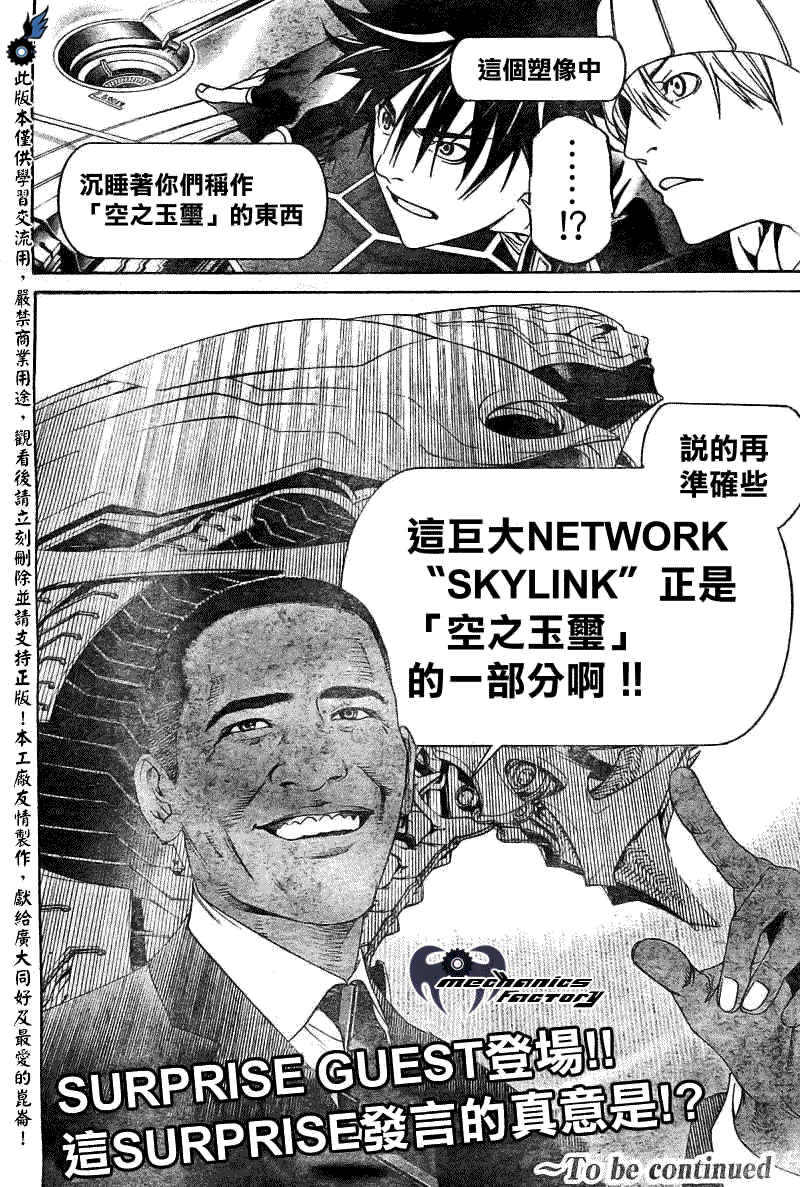 這個塑像中
……!?
沉睡著你們稱作
「空之玉璽」的東西
説的再
準確些
這巨大NETWORK
“SKYLINK”正是
「空之玉璽」
的一部分啊!!
mechanics
factory
SURPRISE GUEST登場!!
這SURPRISE發言的真意是!?
~To be continued
此版本僅供學習交流用，嚴禁商業用途，觀看後請立刻刪除並請支持正版！本工廠友情製作，獻給廣大同好及最愛的崑崙！